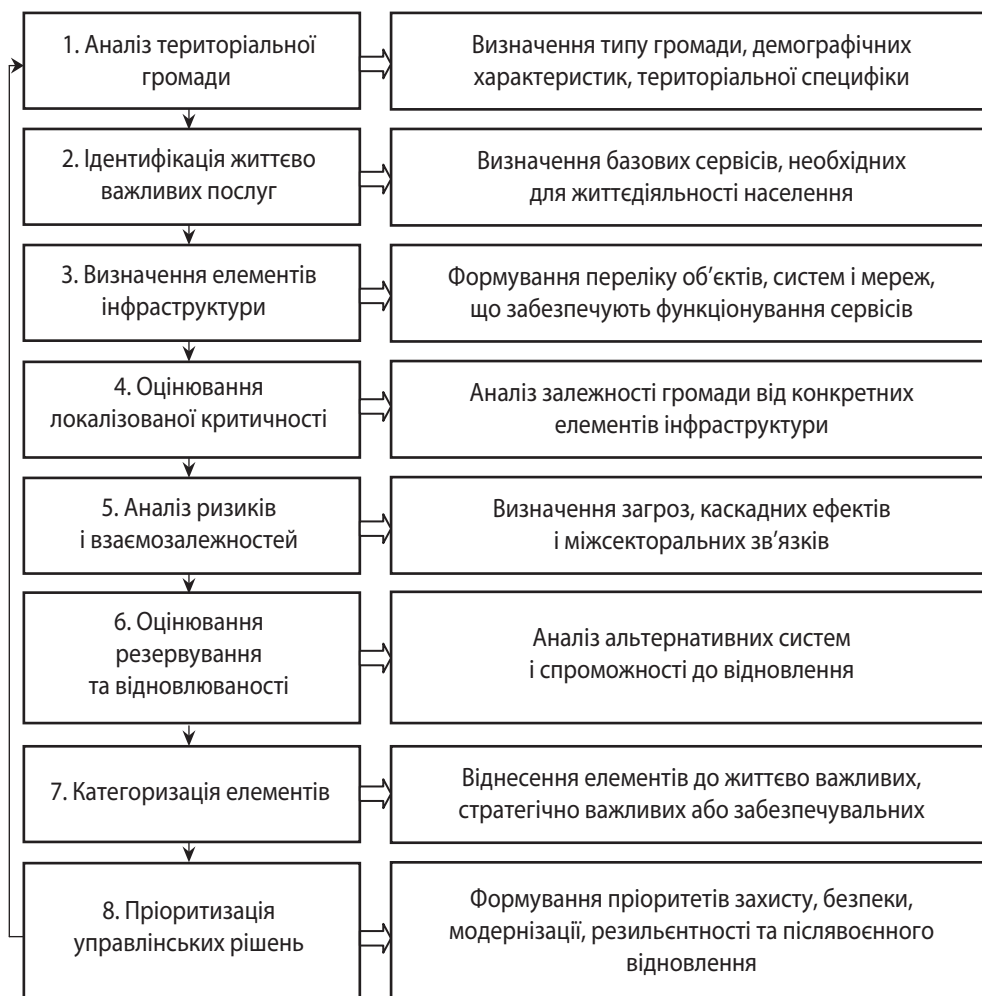 1. Аналіз територіальної
громади
Визначення типу громади, демографічних
характеристик, територіальної специфіки
2. Ідентифікація життєво
важливих послуг
Визначення базових сервісів, необхідних
для життєдіяльності населення
3. Визначення елементів
інфраструктури
Формування переліку об’єктів, систем і мереж,
що забезпечують функціонування сервісів
4. Оцінювання
локалізованої критичності
Аналіз залежності громади від конкретних
елементів інфраструктури
5. Аналіз ризиків
і взаємозалежностей
Визначення загроз, каскадних ефектів
і міжсекторальних зв’язків
6. Оцінювання
резервування
та відновлюваності
Аналіз альтернативних систем
і спроможності до відновлення
7. Категоризація елементів
Віднесення елементів до життєво важливих,
стратегічно важливих або забезпечувальних
8. Пріоритизація
управлінських рішень
Формування пріоритетів захисту, безпеки,
модернізації, резильєнтності та післявоєнного
відновлення